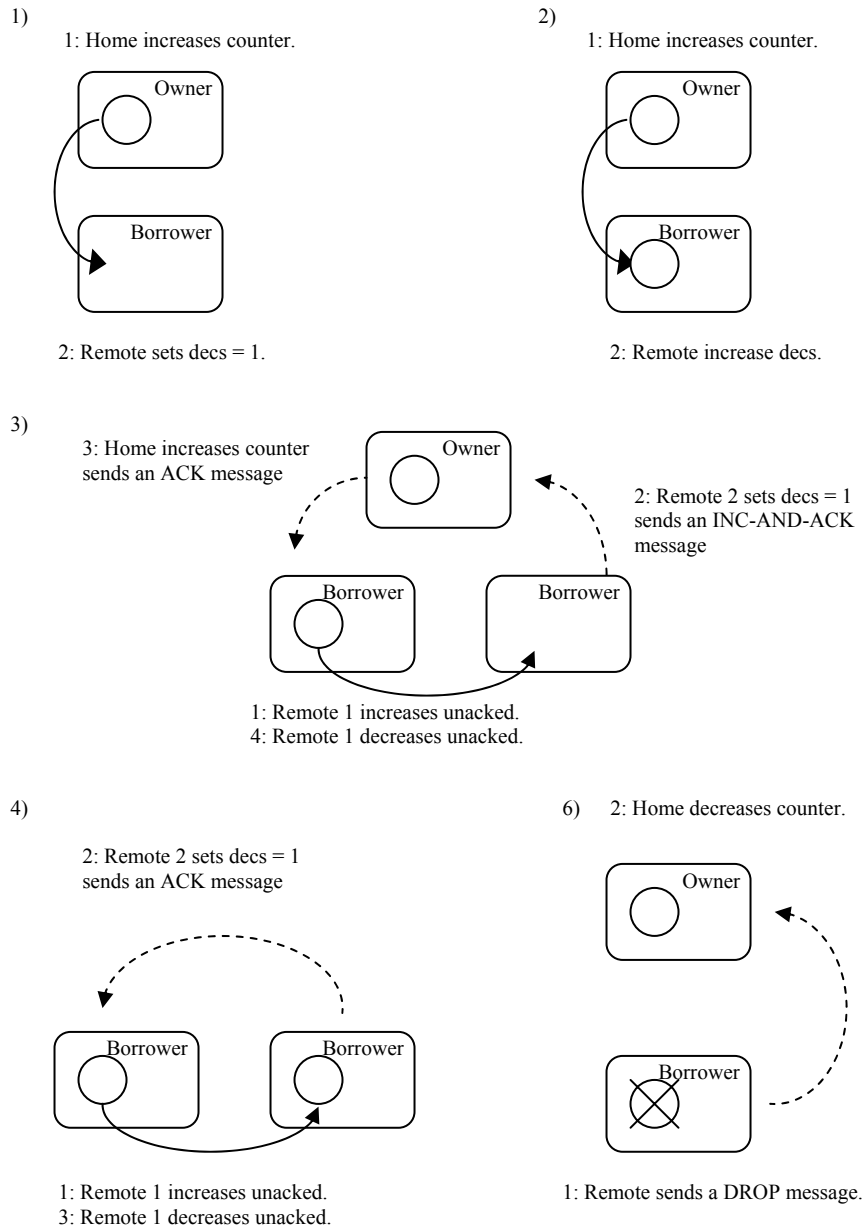 1)
1: Home increases counter.
Owner
Borrower
2: Remote sets decs = 1.
2)
1: Home increases counter.
Owner
Borrower
2: Remote increase decs.
3)
3: Home increases counter
sends an ACK message
Owner
2: Remote 2 sets decs = 1
sends an INC-AND-ACK
message
Borrower
Borrower
1: Remote 1 increases unacked.
4: Remote 1 decreases unacked.
4)
2: Remote 2 sets decs = 1
sends an ACK message
Borrower
Borrower
1: Remote 1 increases unacked.
3: Remote 1 decreases unacked.
6)
2: Home decreases counter.
Owner
Borrower
1: Remote sends a DROP message.